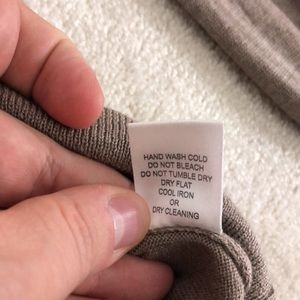 HAND WASH COLD
DO NOT BLEACH
DO NOT TUMBLE DRY
DRY FLAT
COOL IRON
OR
DRY CLEANING